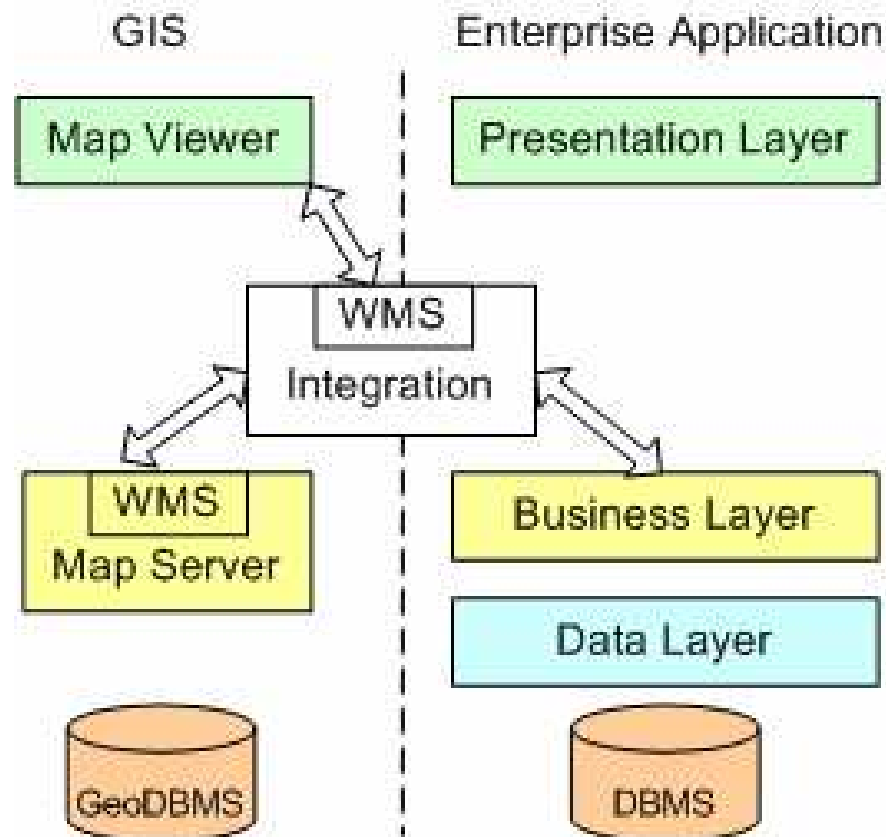 GIS
Enterprise Application
Map Viewer
Presentation Layer
WMS
Integration
WMS
Map Server
Business Layer
Data Layer
GeoDBMS
DBMS